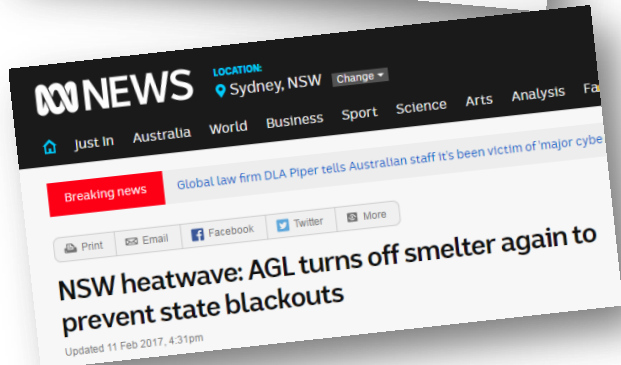 NEWS
LOCATION:
Sydney, NSW Change
Just In Australia World Business Sport Science Arts Analysis
Breaking news Global law firm DLA Piper tells Australian staff it's been victim of 'major cybe
Print Email Facebook Twitter More
NSW heatwave: AGL turns off smelter again to
prevent state blackouts
Updated 11 Feb 2017, 4:31pm